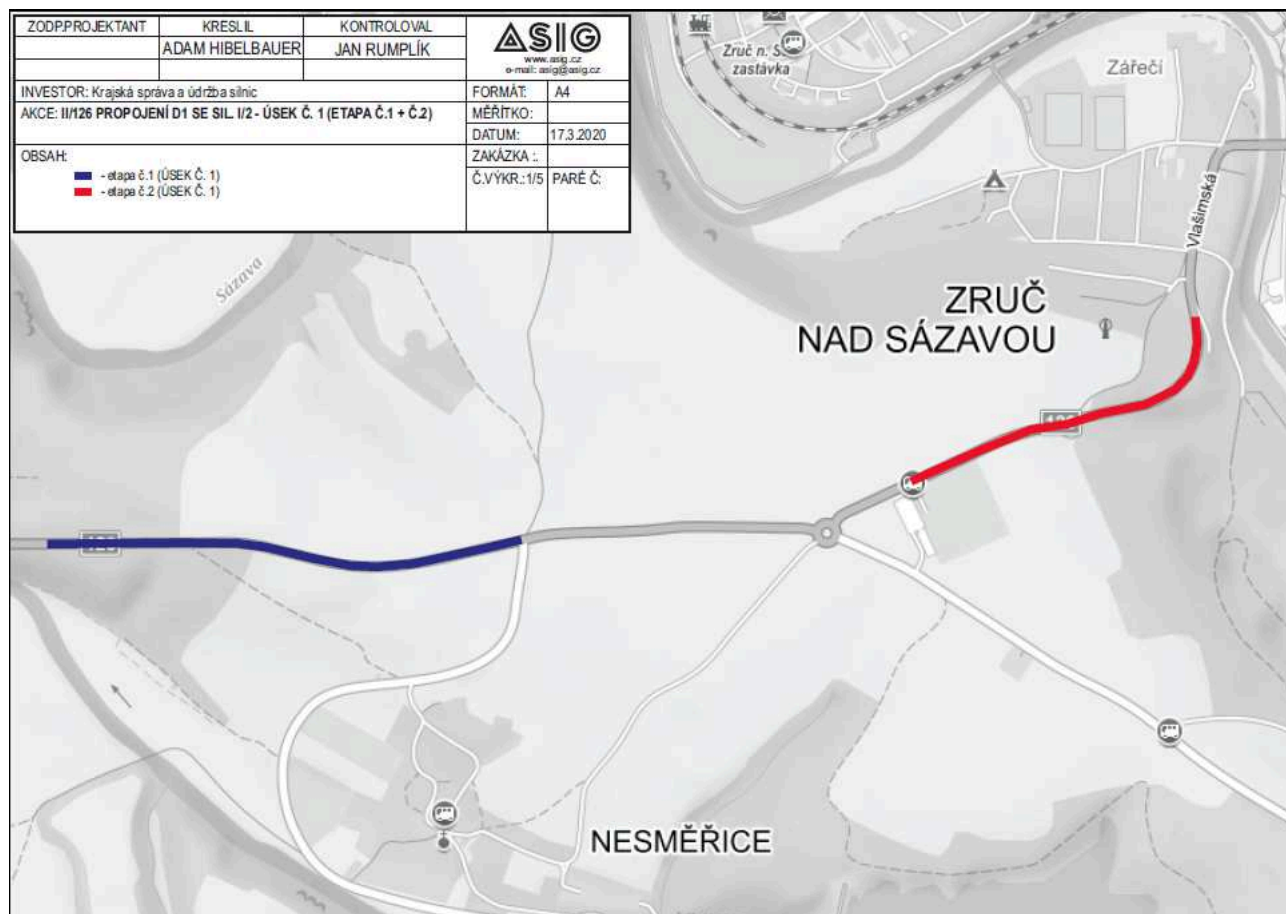 ZODP.PROJEKTANT KRESLIL KONTROLOVAL
ADAM HIBELBAUER JAN RUMPLÍK
ASIG
www.asig.cz
e-mail: asig@asig.cz
INVESTOR: Krajská správa a údržba silnic
FORMÁT: A4
AKCE: II/126 PROPOJENÍ D1 SE SIL. I/2 - ÚSEK Č. 1 (ETAPA Č.1 + Č.2)
MĚŘÍTKO:
DATUM: 17.3.2020
OBSAH:
ZAKÁZKA :.
- etapa č.1 (ÚSEK Č. 1)
Č.VÝKR.:1/5 PARÉ Č:
- etapa č.2 (ÚSEK Č. 1)
Zruč n. S.
zastávka
Zářečí
Vlašimská
Sázava
ZRUČ
NAD SÁZAVOU
NESMĚŘICE